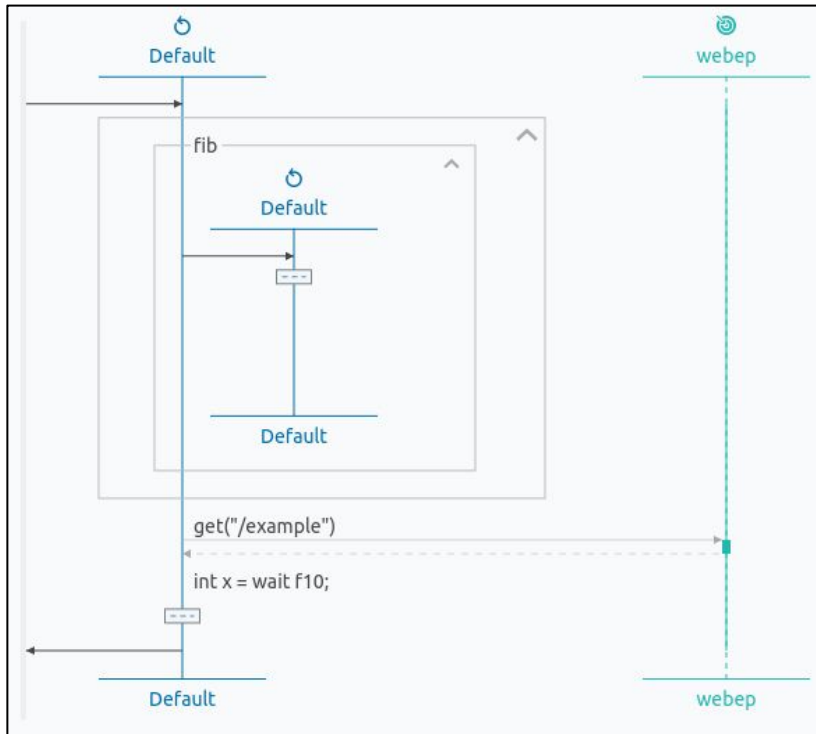 Default
webep
fib
Default
Default
get("/example")
int x = wait f10;
Default
webep